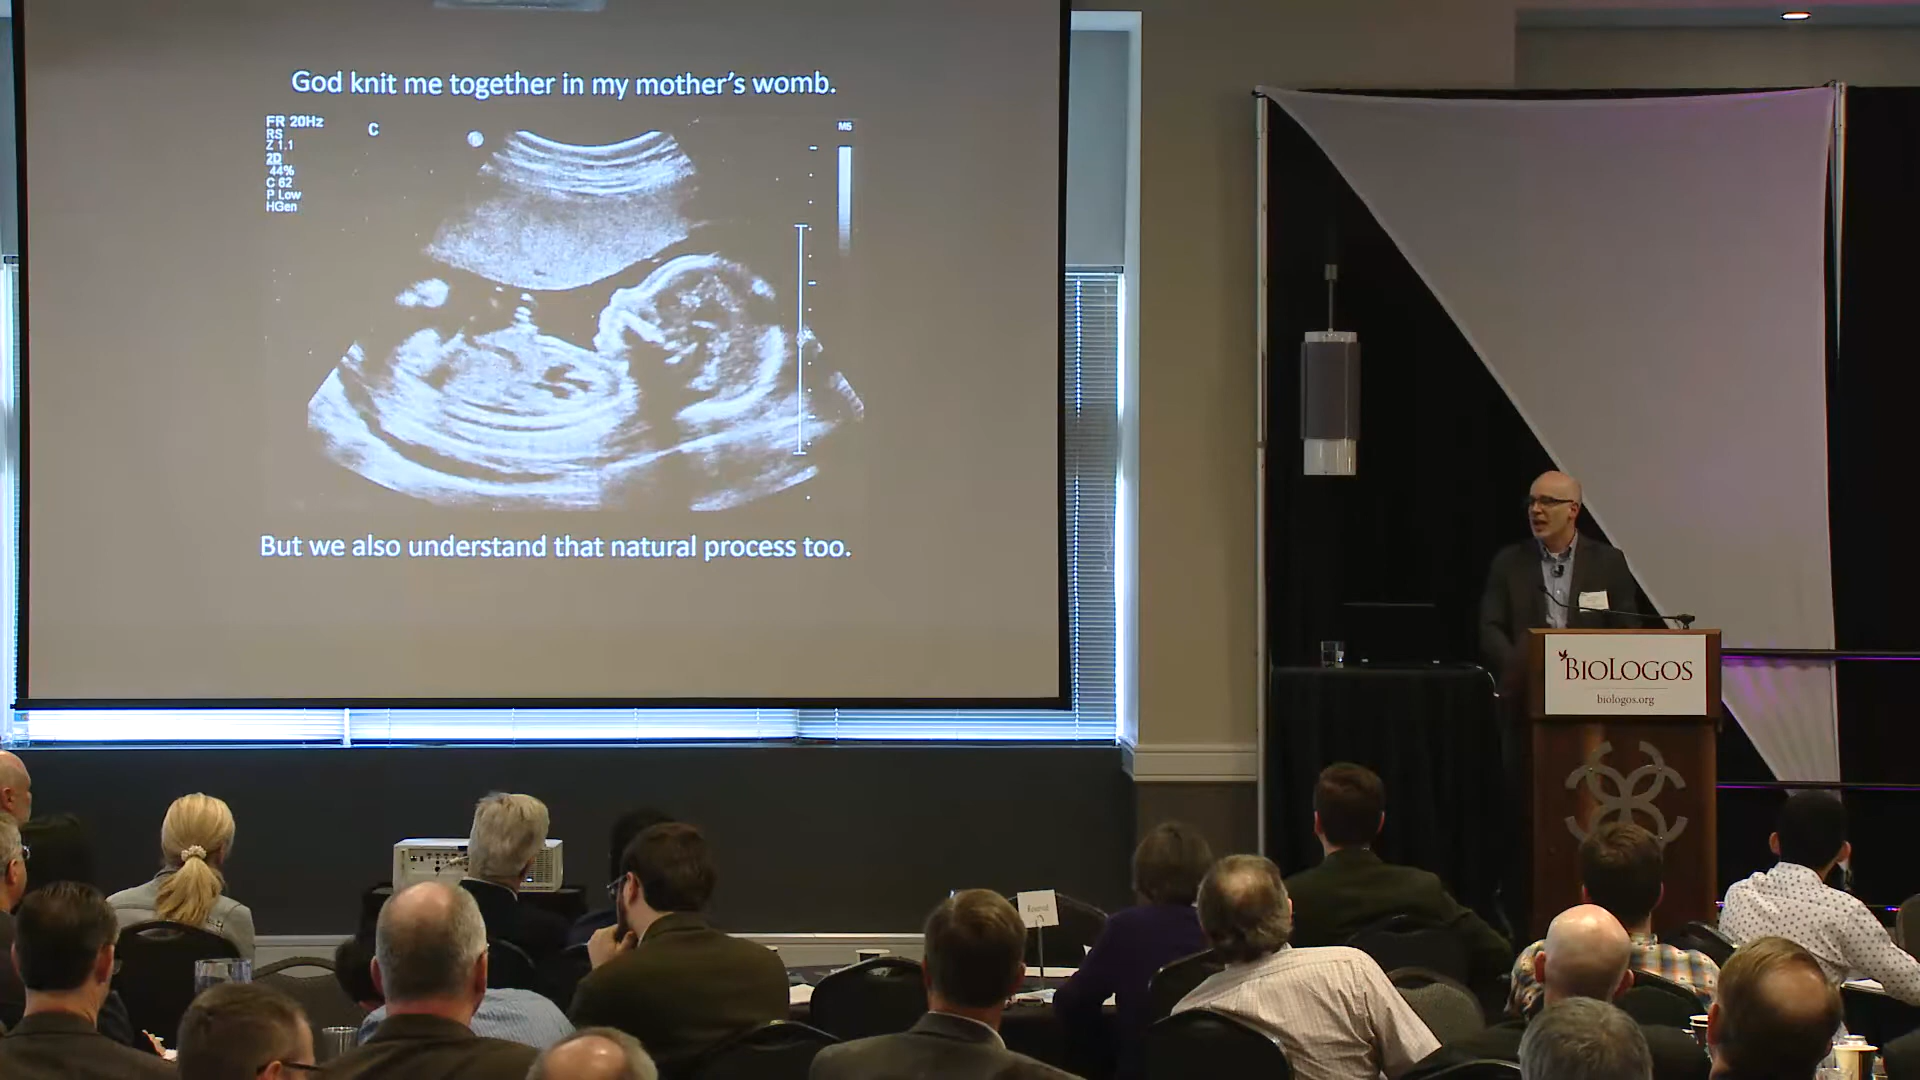 God knit me together in my mother's womb.
FR 20Hz
RS
Z 1.1
2D
44%
C 62
P Low
HGen
C
M5
But we also understand that natural process too.
BIOLOGOS
biologos.org
Reserved